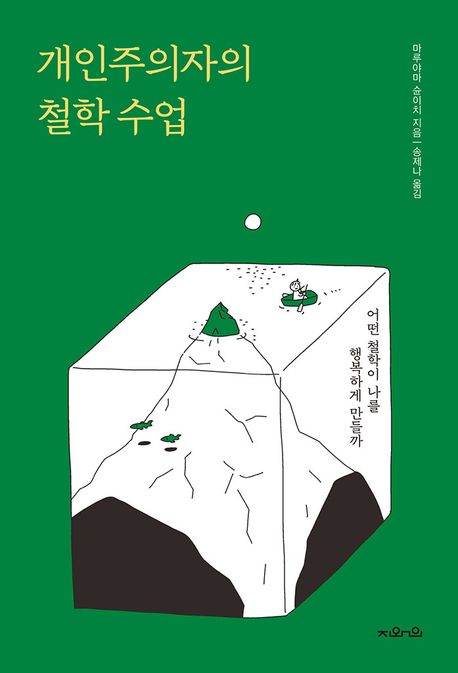 개인주의자의
철학 수업
마루야마 슌이치 지음 | 송제나 옮김
어떤 철학이 나를
행복하게 만들까
지와인